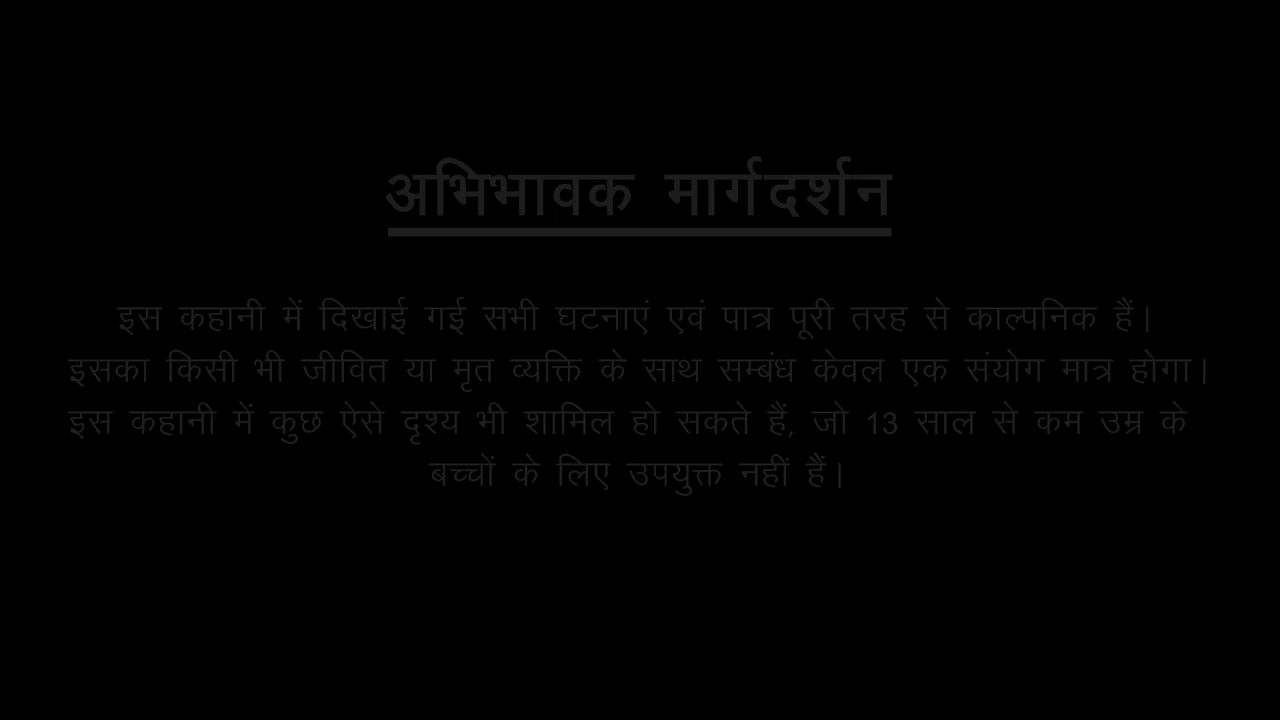 अभिभावक मार्गदर्शन
इस कहानी में दिखाई गई सभी घटनाएं एवं पात्र पूरी तरह से काल्पनिक हैं।
इसका किसी भी जीवित या मृत व्यक्ति के साथ सम्बंध केवल एक संयोग मात्र होगा।
इस कहानी में कुछ ऐसे दृश्य भी शामिल हो सकते हैं, जो 13 साल से कम उम्र के
बच्चों के लिए उपयुक्त नहीं हैं।